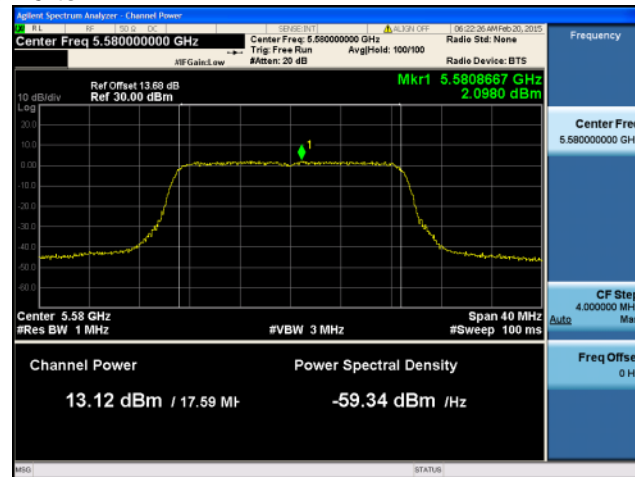 Agilent Spectrum Analyzer - Channel Power
RL RF 50 Ω DC SENSE:INT ALIGN OFF 06:22:26 AM Feb 20, 2015
Center Freq 5.580000000 GHz
Center Freq: 5.580000000 GHz Radio Std: None
Trig: Free Run Avg|Hold: 100/100
#IFGain:Low #Atten: 20 dB Radio Device: BTS
Frequency
Ref Offset 13.68 dB Mkr1 5.5808667 GHz
10 dB/div Ref 30.00 dBm 2.0980 dBm
Log
20.0
10.0
0.00
-10.0
-20.0
-30.0
-40.0
-50.0
-60.0
1
Center 5.58 GHz Span 40 MHz
#Res BW 1 MHz #VBW 3 MHz #Sweep 100 ms
Channel Power Power Spectral Density
13.12 dBm / 17.59 MH -59.34 dBm /Hz
Center Fre
5.580000000 GH
CF Step
4.000000 MH
Auto Ma
Freq Offse
0 H
MSG STATUS